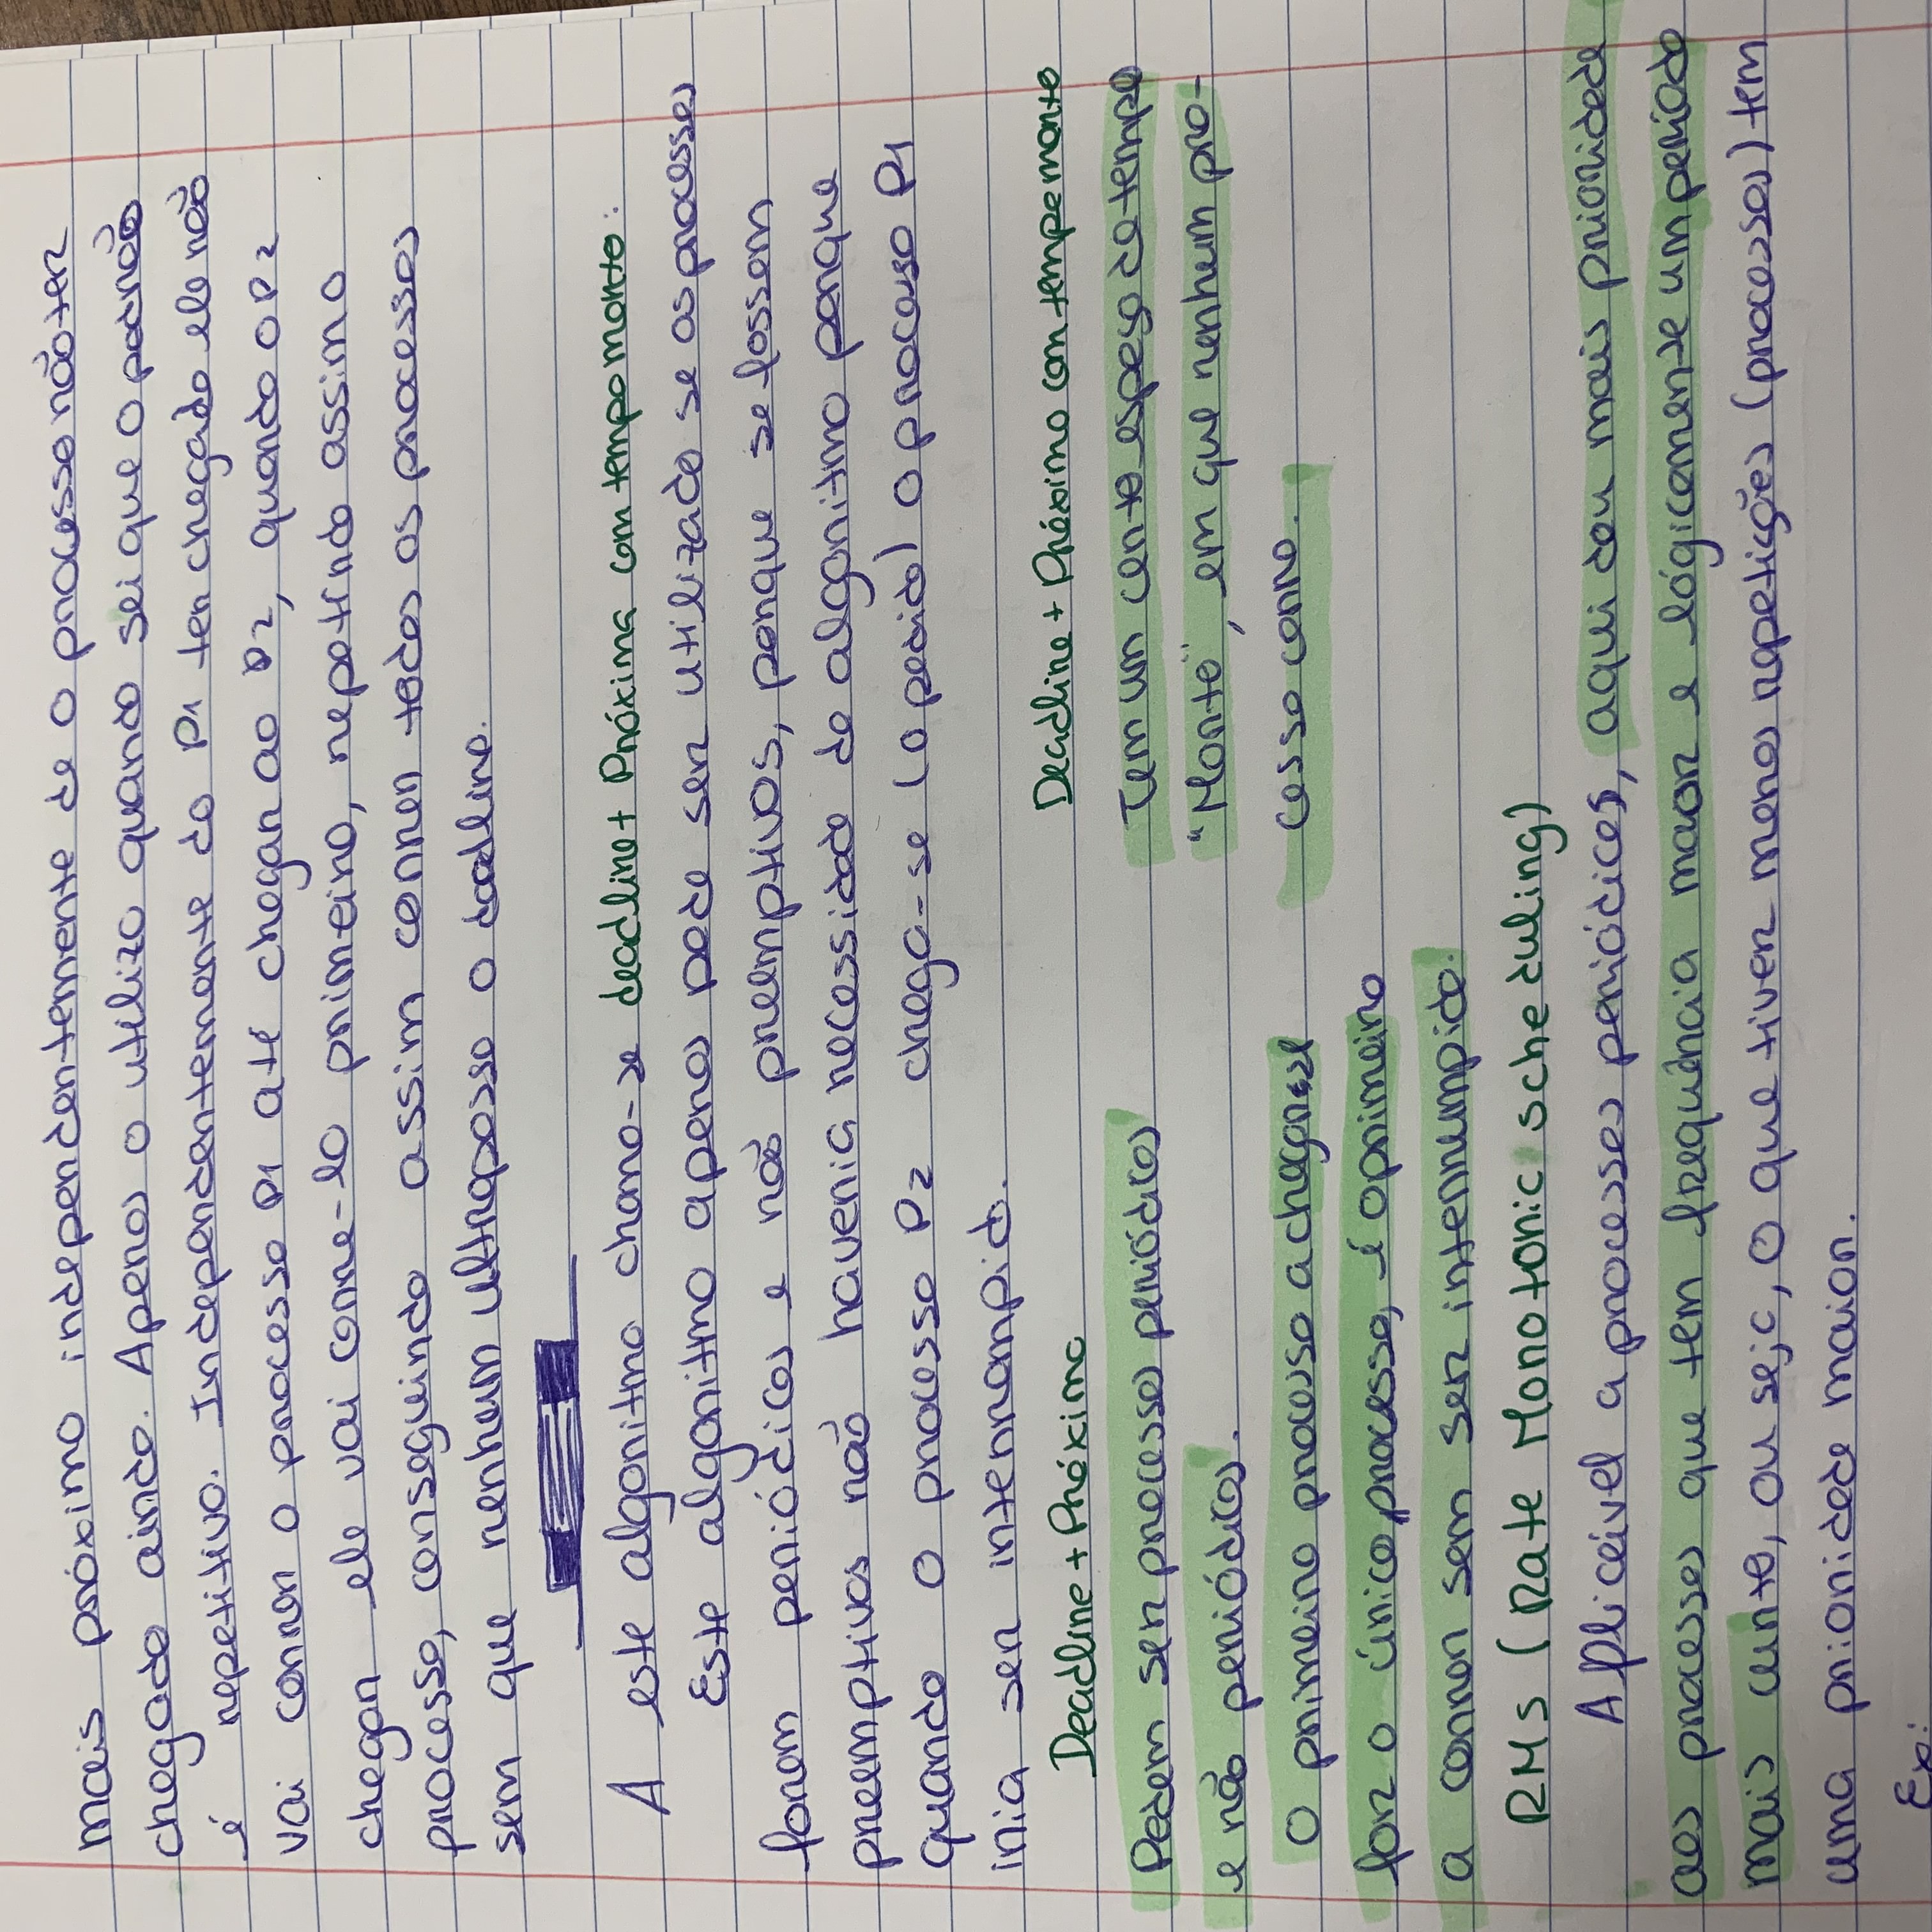 mais próximo independentemente de o processo não ter
chegado ainda. Apenas o utilizo quando sei que o padrão
é repetitivo. Independentemente do P1 ter chegado ele não
vai correr o processo P1 até chegar ao P2, quando o P2
chegar ele vai corre-lo primeiro, repetindo assim o
processo, conseguindo assim correr todos os processos
sem que nenhum ultrapasse o deadline.
A este algoritmo chama-se deadline + Próxima com tempo morto:
Este algoritmo apenas pode ser utilizado se os processos
forem periódicos e não preemptivos, porque se fossem
preemptivos não haveria necessidade do algoritmo porque
quando o processo P2 chega-se (o pedido) o processo P1
iria ser interrompido.
Deadline + Próxima
Podem ser processos periódicos
e não periódicos.
O primeiro processo a chegar se
for o único processo, é o primeiro
a correr sem ser interrumpido.
Deadline + Próximo com tempo morto
Tem um certo espeço de tempo
"Morto", em que nenhum pro-
cesso corre.
RMS (Rate Monotonic scheduling)
Aplicável a processos periódicos, aqui dou mais prioridade
aos processos que tem frequência maor e lógicamente um periodo
mais curto, ou seja, o que tiver menos repetições (processos) tem
uma prioridade maior.
Ex: